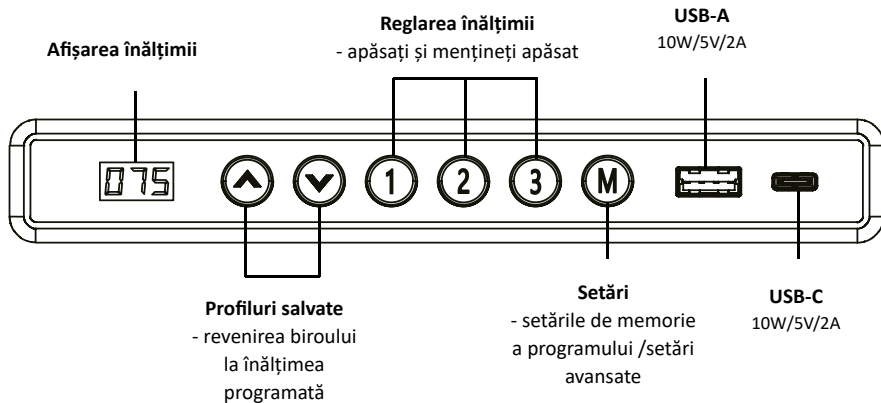 Afișarea înălțimii
Reglarea înălțimii
- apăsați și mențineți apăsat
USB-A
10W/5V/2A
075
1
2
3
M
Profiluri salvate
- revenirea biroului
la înălțimea
programată
Setări
- setările de memorie
a programului /setări
avansate
USB-C
10W/5V/2A